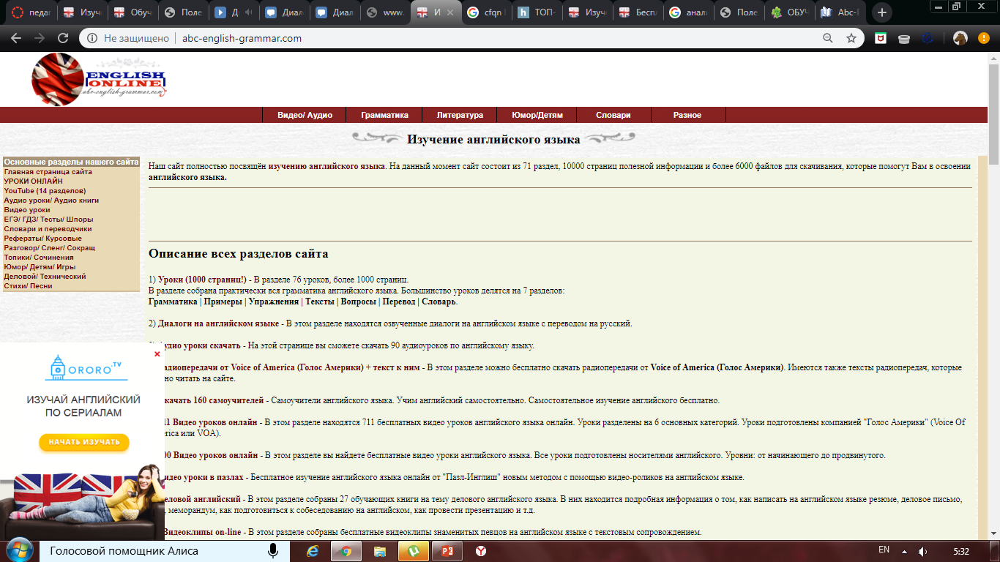 педаг
Изуче
Обуч
Поле
Д
Диал
Диал
www.
И
cfqn
ТОП-
Изуч
Бесп
анал
Поле
ОБУЧ
Abc-E
Не защищено
abc-english-grammar.com
ENGLISH
ONLINE
abc-english-grammar.com
Видео/ Аудио
Грамматика
Литература
Юмор/Детям
Словари
Разное
Изучение английского языка
Основные разделы нашего сайта
Главная страница сайта
УРОКИ ОНЛАЙН
YouTube (14 разделов)
Аудио уроки/ Аудио книги
Видео уроки
ЕГЭ/ ГДЗ/ Тесты/ Шпоры
Словари и переводчики
Рефераты/ Курсовые
Разговор/ Сленг/ Сокращ
Топики/ Сочинения
Юмор/ Детям/ Игры
Деловой/ Технический
Стихи/ Песни
Наш сайт полностью посвящён изучению английского языка. На данный момент сайт состоит из 71 раздел, 10000 страниц полезной информации и более 6000 файлов для скачивания, которые помогут Вам в освоении
английского языка.
Описание всех разделов сайта
1) Уроки (1000 страниц!) - В разделе 76 уроков, более 1000 страниц.
В разделе собрана практически вся грамматика английского языка. Большинство уроков делятся на 7 разделов:
Грамматика | Примеры | Упражнения | Тексты | Вопросы | Перевод | Словарь.
2) Диалоги на английском языке - В этом разделе находятся озвученные диалоги на английском языке с переводом на русский.
удио уроки скачать - На этой странице вы сможете скачать 90 аудиоуроков по английскому языку.
адиопередачи от Voice of America (Голос Америки) + текст к ним - В этом разделе можно бесплатно скачать радиопередачи от Voice of America (Голос Америки). Имеются также тексты радиопередач, которые
но читать на сайте.
качать 160 самоучителей - Самоучители английского языка. Учим английский самостоятельно. Самостоятельное изучение английского бесплатно.
11 Видео уроков онлайн - В этом разделе находятся 711 бесплатных видео уроков английского языка онлайн. Уроки разделены на 6 основных категорий. Уроки подготовлены компанией "Голос Америки" (Voice Of
erica или VOA).
00 Видео уроков онлайн - В этом разделе вы найдете бесплатные видео уроки английского языка. Все уроки подготовлены носителями английского. Уровни: от начинающего до продвинутого.
идео уроки в пазлах - Бесплатное изучение английского языка онлайн от "Пазл-Инглиш" новым методом с помощью видео-роликов на английском языке.
еловой английский - В этом разделе собраны 27 обучающих книги на тему делового английского языка. В них находится подробная информация о том, как написать на английском языке резюме, деловое письмо,
, меморандум, как подготовиться к собеседованию на английском, как провести презентацию и т.д.
Видеоклипы on-line - В этом разделе собраны бесплатные видеоклипы знаменитых певцов на английском языке с текстовым сопровождением.
ORORO.TV
ИЗУЧАЙ АНГЛИЙСКИЙ
ПО СЕРИАЛАМ
НАЧАТЬ ИЗУЧАТЬ
Голосовой помощник Алиса
EN
5:32